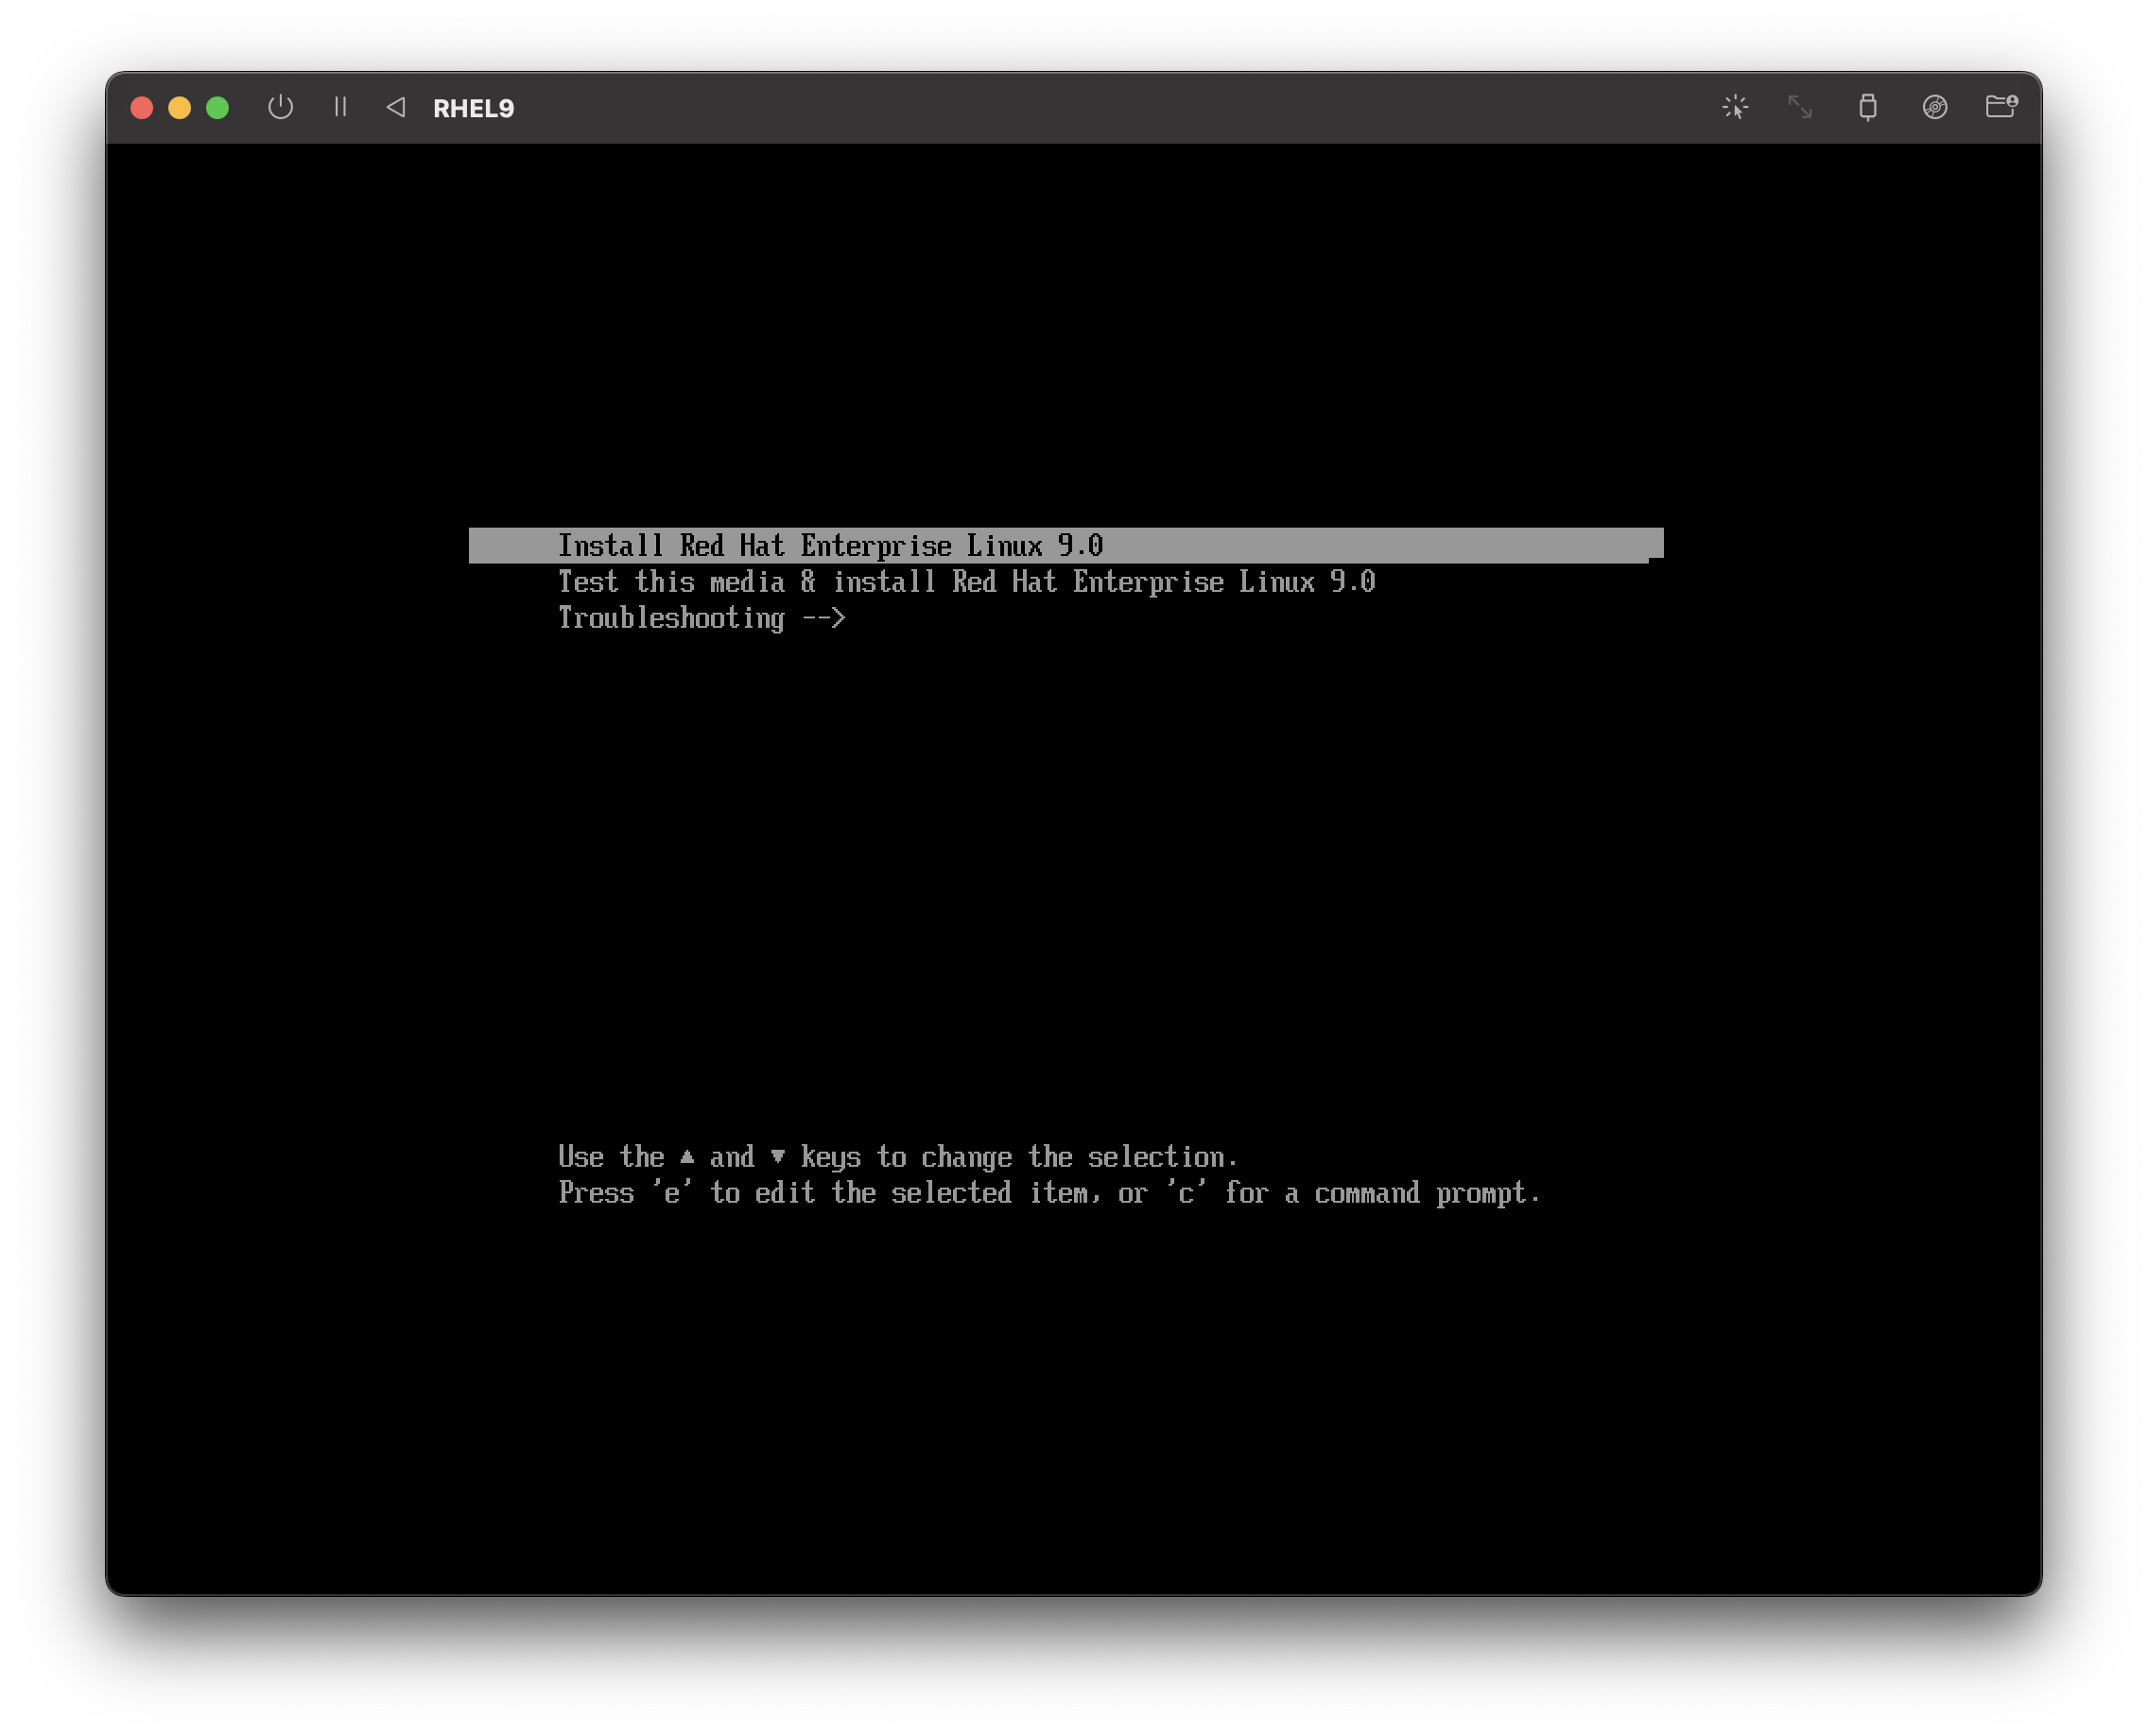 RHEL9
Install Red Hat Enterprise Linux 9.0
Test this media & install Red Hat Enterprise Linux 9.0
Troubleshooting -->
Use the ▲ and ▼ keys to change the selection.
Press 'e' to edit the selected item, or 'c' for a command prompt.